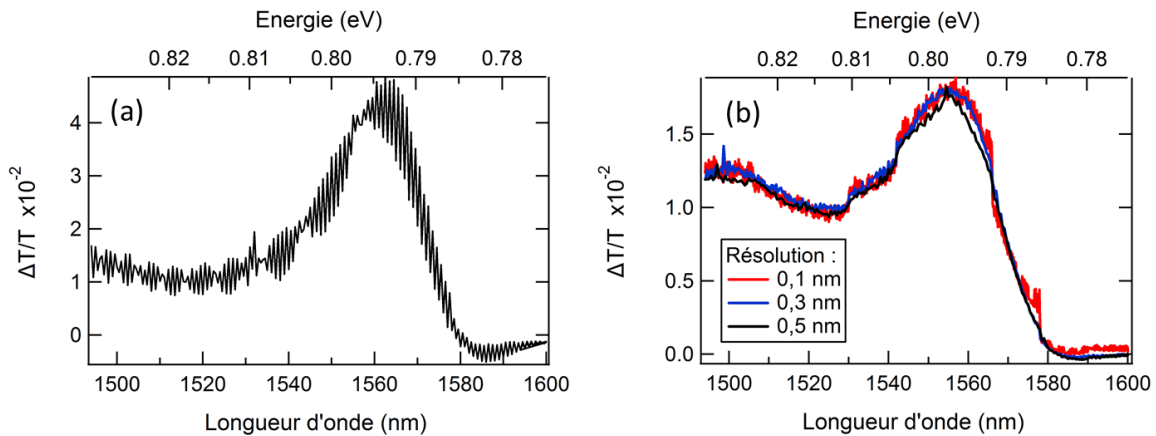 Energie (eV)
0.82 0.81 0.80 0.79 0.78
(a)
ΔT/T x10-2
4
3
2
1
0
1500 1520 1540 1560 1580 1600
Longueur d'onde (nm)
Energie (eV)
0.82 0.81 0.80 0.79 0.78
(b)
ΔT/T x10-2
1.5
1.0
0.5
0.0
Résolution :
0,1 nm
0,3 nm
0,5 nm
1500 1520 1540 1560 1580 1600
Longueur d'onde (nm)